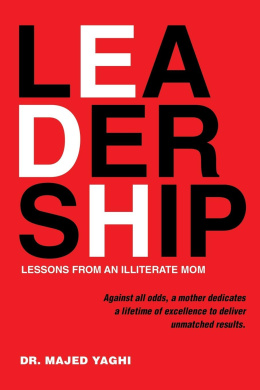 LEA
DER
SHIP
LESSONS FROM AN ILLITERATE MOM
Against all odds, a mother dedicates
a lifetime of excellence to deliver
unmatched results.
DR. MAJED YAGHI